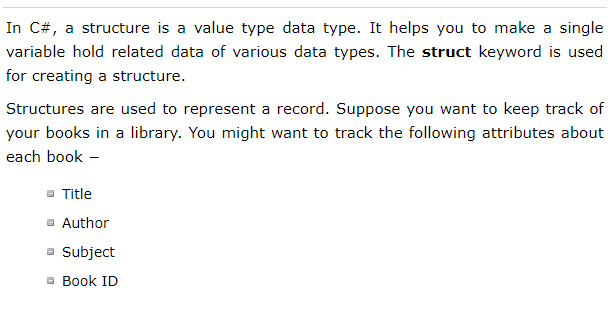 In C#, a structure is a value type data type. It helps you to make a single
variable hold related data of various data types. The struct keyword is used
for creating a structure.
Structures are used to represent a record. Suppose you want to keep track of
your books in a library. You might want to track the following attributes about
each book −
Title
Author
Subject
Book ID